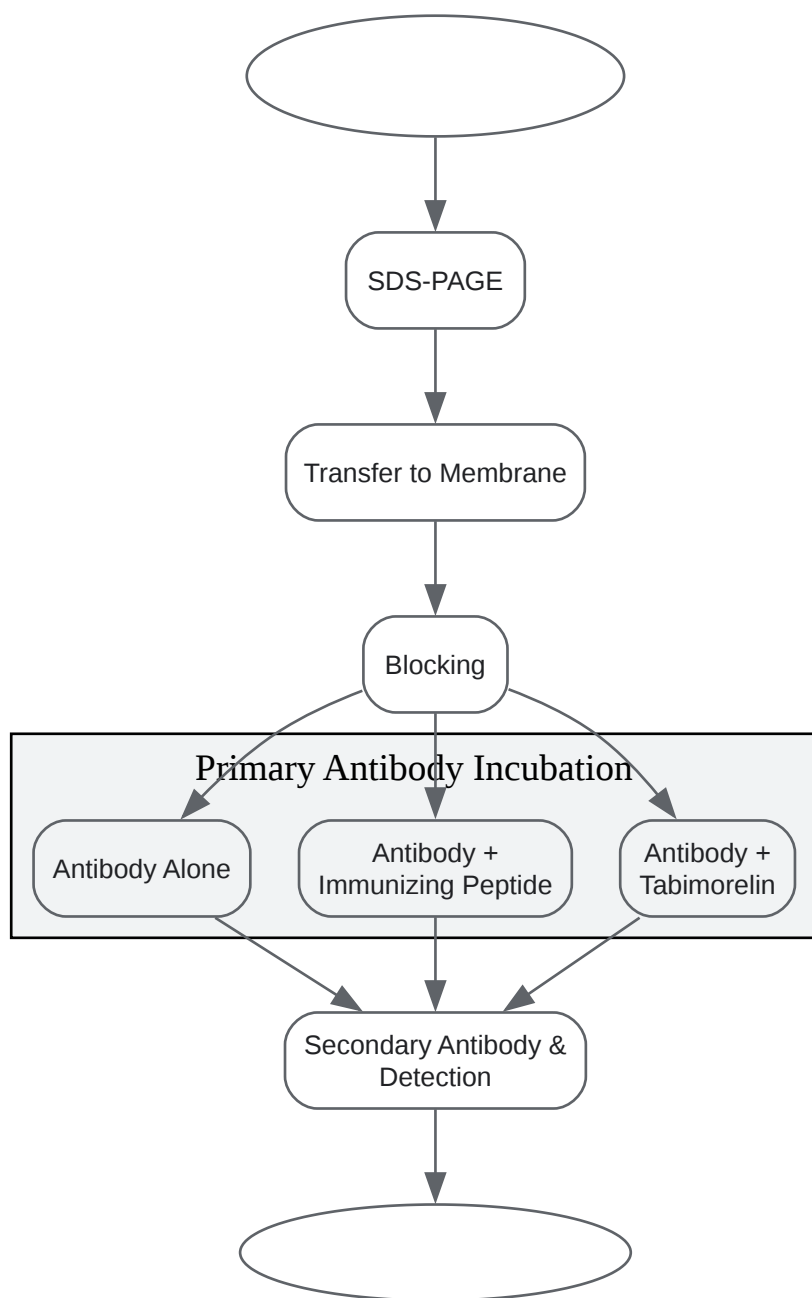 SDS-PAGE
Transfer to Membrane
Blocking
Primary Antibody Incubation
Antibody Alone
Antibody +
Immunizing Peptide
Antibody +
Tabimorelin
Secondary Antibody &
Detection